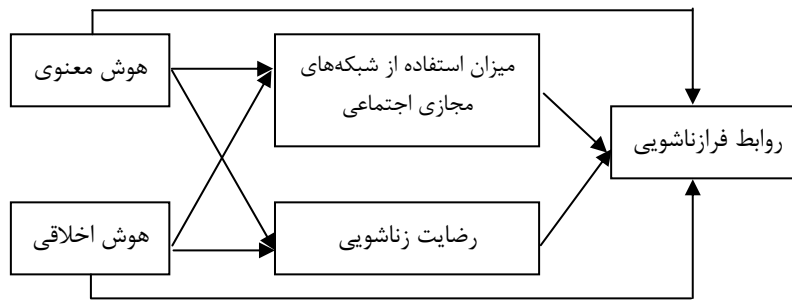 هوش معنوی
میزان استفاده از شبکه‌های
مجازی اجتماعی
روابط فرازناشویی
هوش اخلاقی
رضایت زناشویی